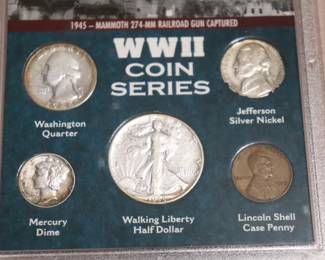 1945 – MAMMOTH 274-MM RAILROAD GUN CAPTURED
WWII
COIN
SERIES
Washington
Quarter
Jefferson
Silver Nickel
Mercury
Dime
Walking Liberty
Half Dollar
Lincoln Shell
Case Penny